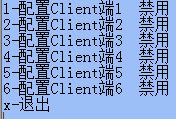 1-配置Client端1 禁用
2-配置Client端2 禁用
3-配置Client端3 禁用
4-配置Client端4 禁用
5-配置Client端5 禁用
6-配置Client端6 禁用
x-退出